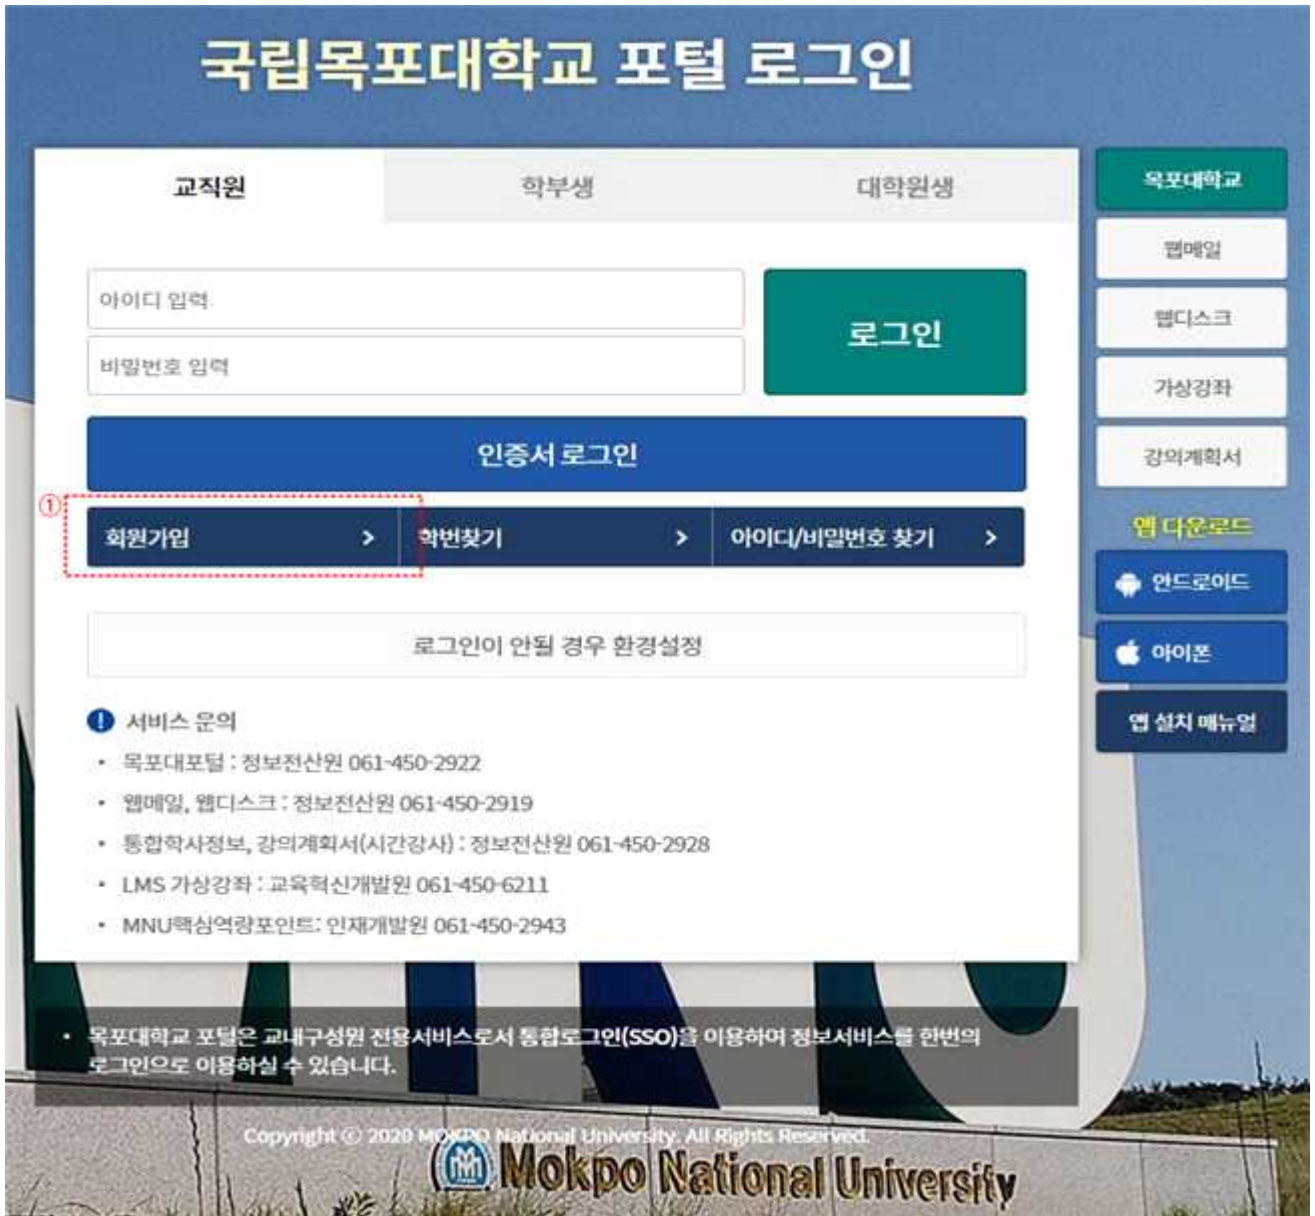 국립목포대학교 포털 로그인
교직원
학부생
대학원생
아이디 입력
비밀번호 입력
로그인
인증서 로그인
①
회원가입 >
학번찾기 >
아이디/비밀번호 찾기 >
로그인이 안될 경우 환경설정
! 서비스 문의
• 목포대포털 : 정보전산원 061-450-2922
• 웹메일, 웹디스크 : 정보전산원 061-450-2919
• 통합학사정보, 강의계획서(시간강사) : 정보전산원 061-450-2928
• LMS 가상강좌 : 교육혁신개발원 061-450-6211
• MNU핵심역량포인트: 인재개발원 061-450-2943
목포대학교
웹메일
웹디스크
가상강좌
강의계획서
앱 다운로드
안드로이드
아이폰
앱 설치 매뉴얼
• 목포대학교 포털은 교내구성원 전용서비스로서 통합로그인(SSO)을 이용하여 정보서비스를 한번의
로그인으로 이용하실 수 있습니다.
Copyright ⓒ 2020 MOKPO National University. All Rights Reserved.
Mokpo National University